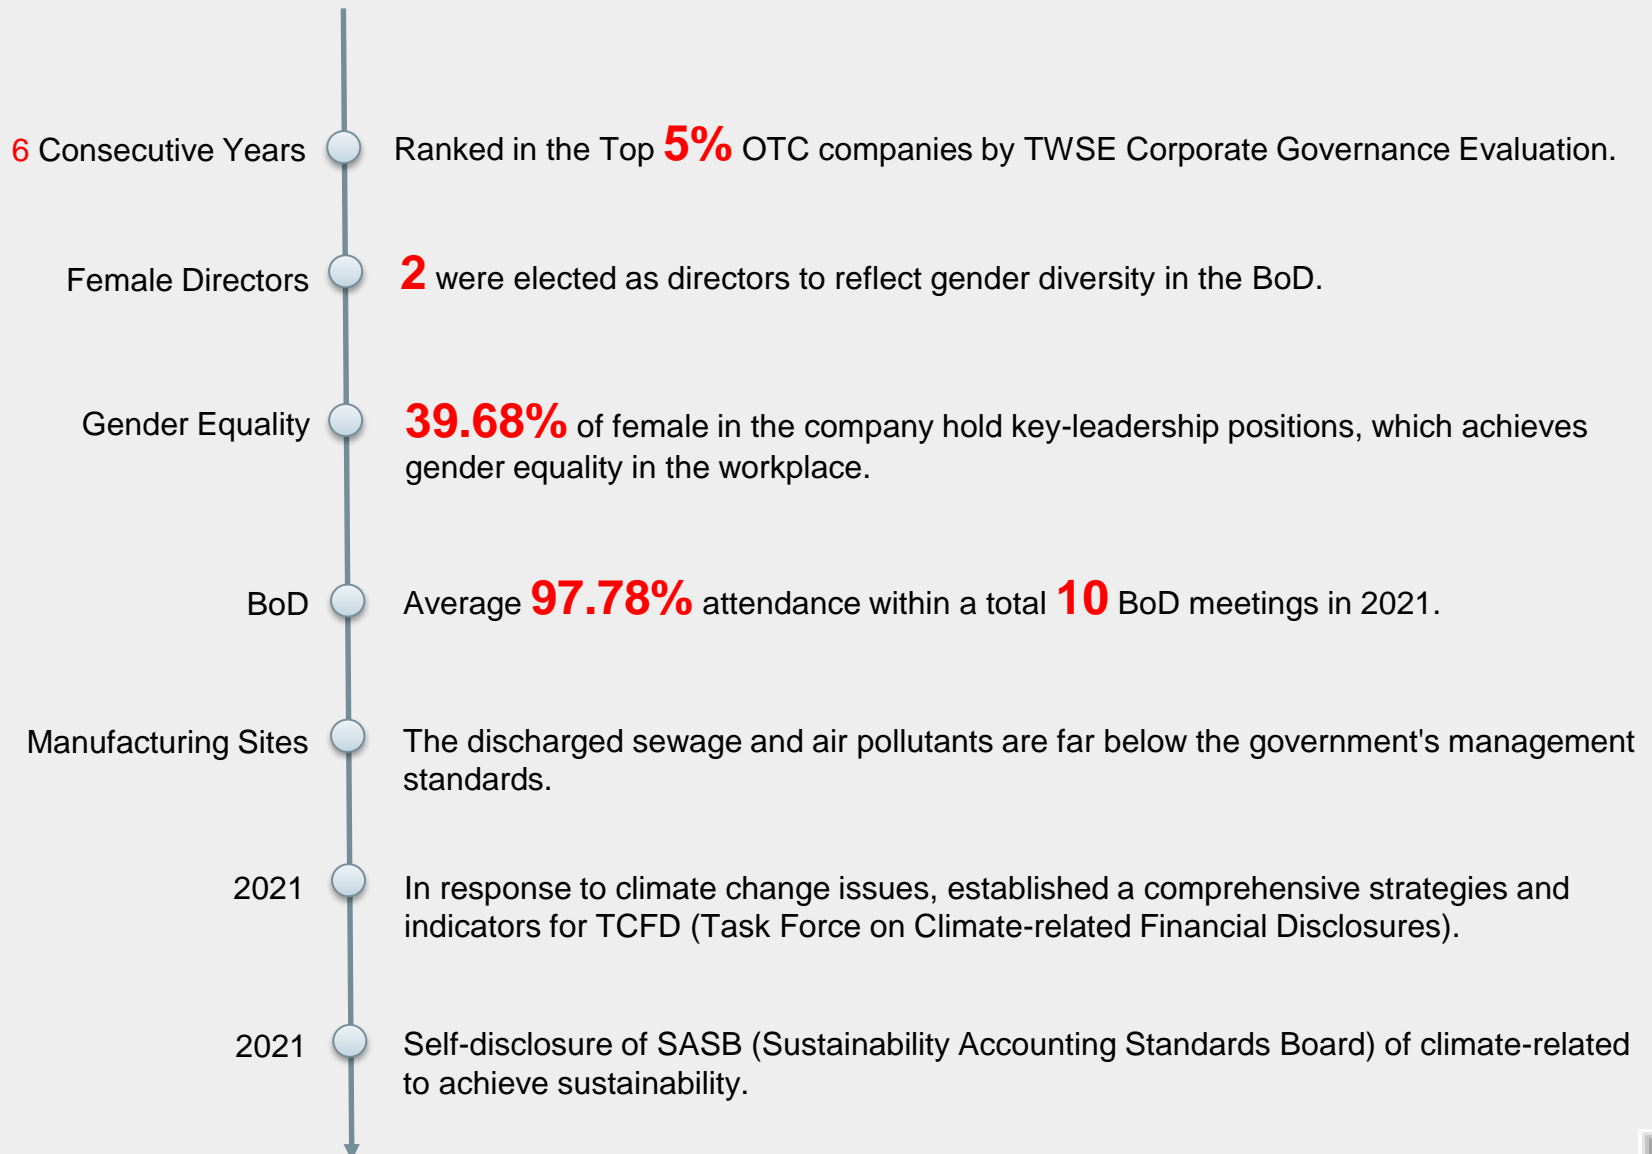 6 Consecutive Years
Ranked in the Top 5% OTC companies by TWSE Corporate Governance Evaluation.
Female Directors
2 were elected as directors to reflect gender diversity in the BoD.
Gender Equality
39.68% of female in the company hold key-leadership positions, which achieves
gender equality in the workplace.
BoD
Average 97.78% attendance within a total 10 BoD meetings in 2021.
Manufacturing Sites
The discharged sewage and air pollutants are far below the government's management
standards.
2021
In response to climate change issues, established a comprehensive strategies and
indicators for TCFD (Task Force on Climate-related Financial Disclosures).
2021
Self-disclosure of SASB (Sustainability Accounting Standards Board) of climate-related
to achieve sustainability.